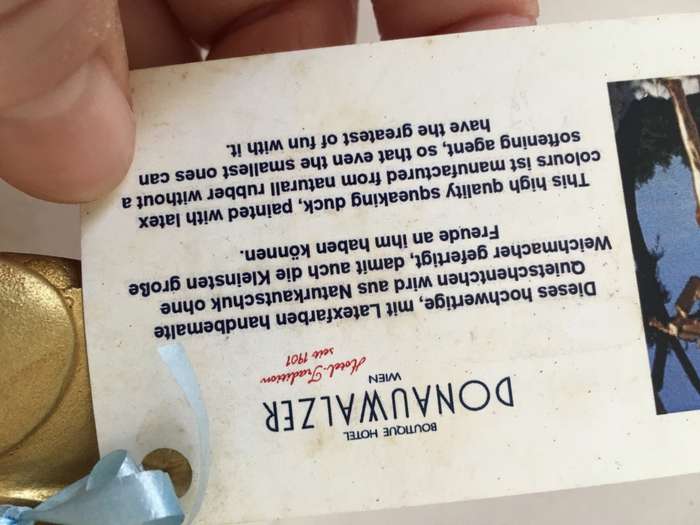 BOUTIQUE HOTEL
DONAUWALZER
WIEN
Hotel-Tradition
seit 1901
Dieses hochwertige, mit Latexfarben handbemalte
Quietschentchen wird aus Naturkautschuk ohne
Weichmacher gefertigt, damit auch die Kleinsten große
Freude an ihm haben können.
This high quality squeaking duck, painted with latex
colours ist manufactured from naturall rubber without a
softening agent, so that even the smallest ones can
have the greatest of fun with it.